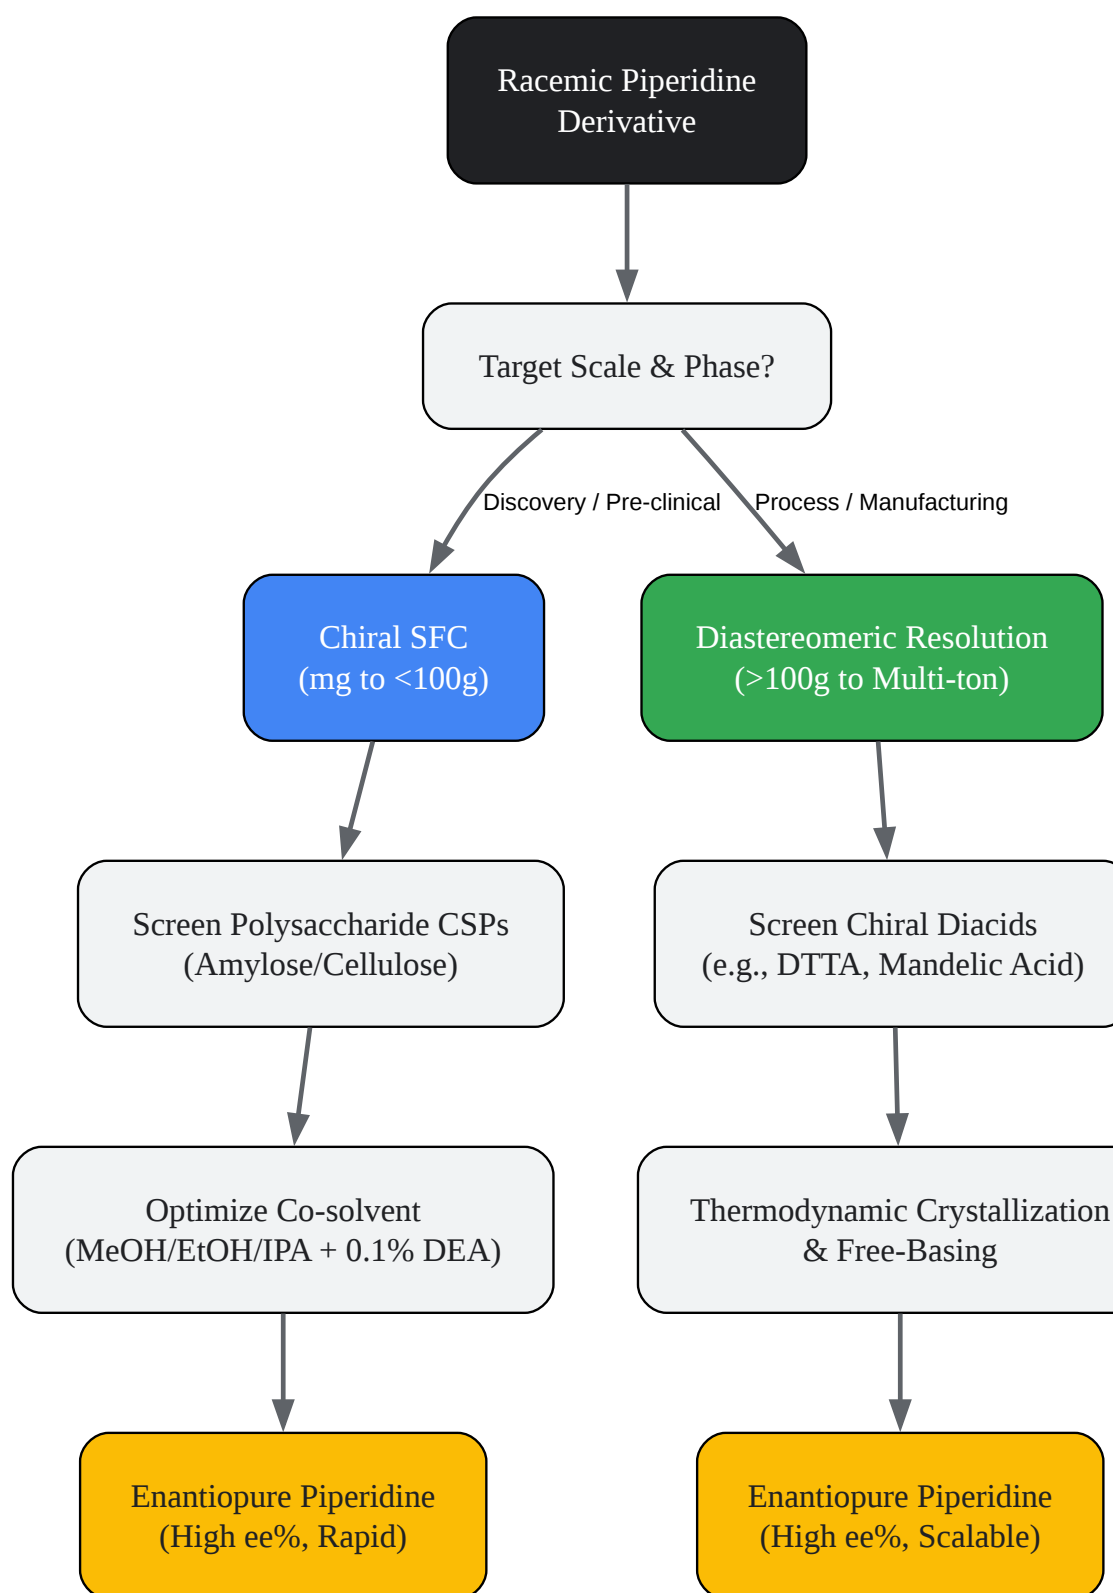 Racemic Piperidine
Derivative
Target Scale & Phase?
Discovery / Pre-clinical
Process / Manufacturing
Chiral SFC
(mg to <100g)
Diastereomeric Resolution
(>100g to Multi-ton)
Screen Polysaccharide CSPs
(Amylose/Cellulose)
Screen Chiral Diacids
(e.g., DTTA, Mandelic Acid)
Optimize Co-solvent
(MeOH/EtOH/IPA + 0.1% DEA)
Thermodynamic Crystallization
& Free-Basing
Enantiopure Piperidine
(High ee%, Rapid)
Enantiopure Piperidine
(High ee%, Scalable)